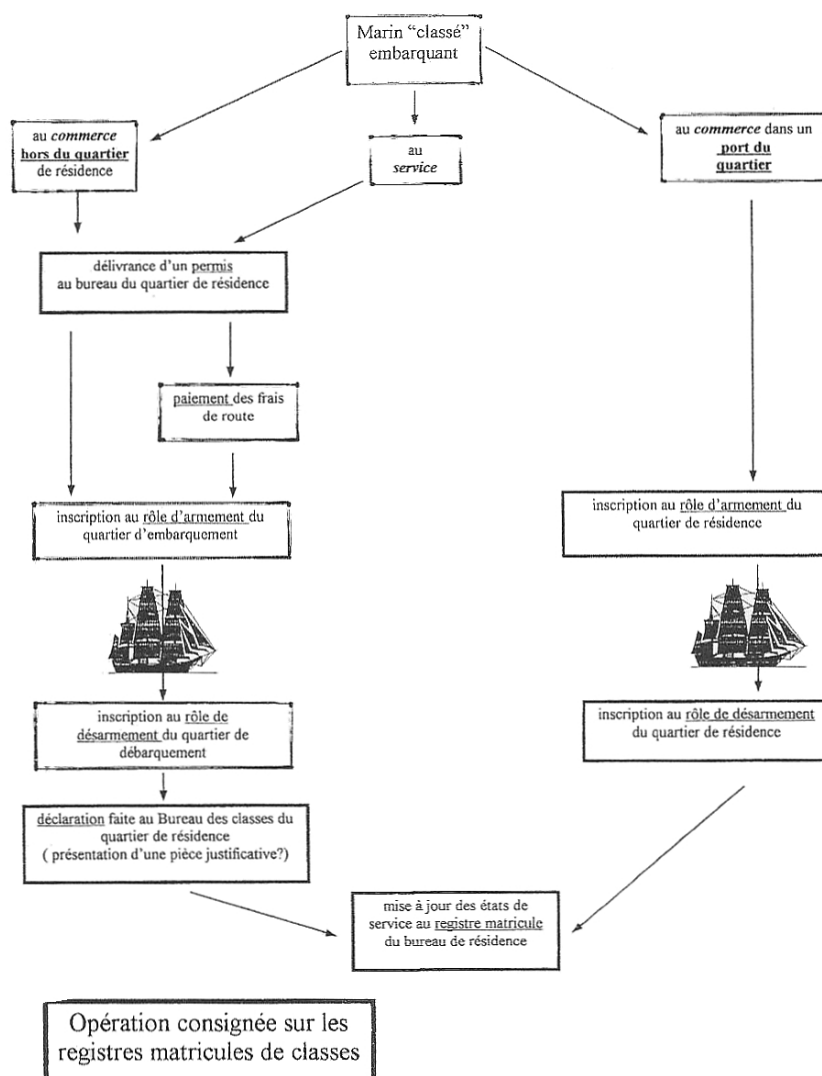 Marin “classé”
embarquant
au commerce
hors du quartier
de résidence
au
service
au commerce dans un
port du
quartier
délivrance d’un permis
au bureau du quartier de résidence
paiement des frais
de route
inscription au rôle d’armement du
quartier d’embarquement
inscription au rôle d’armement du
quartier de résidence
inscription au rôle de
désarmement du quartier de
débarquement
inscription au rôle de désarmement
du quartier de résidence
déclaration faite au Bureau des classes du
quartier de résidence
( présentation d’une pièce justificative?)
mise à jour des états de
service au registre matricule
du bureau de résidence
Opération consignée sur les
registres matricules de classes